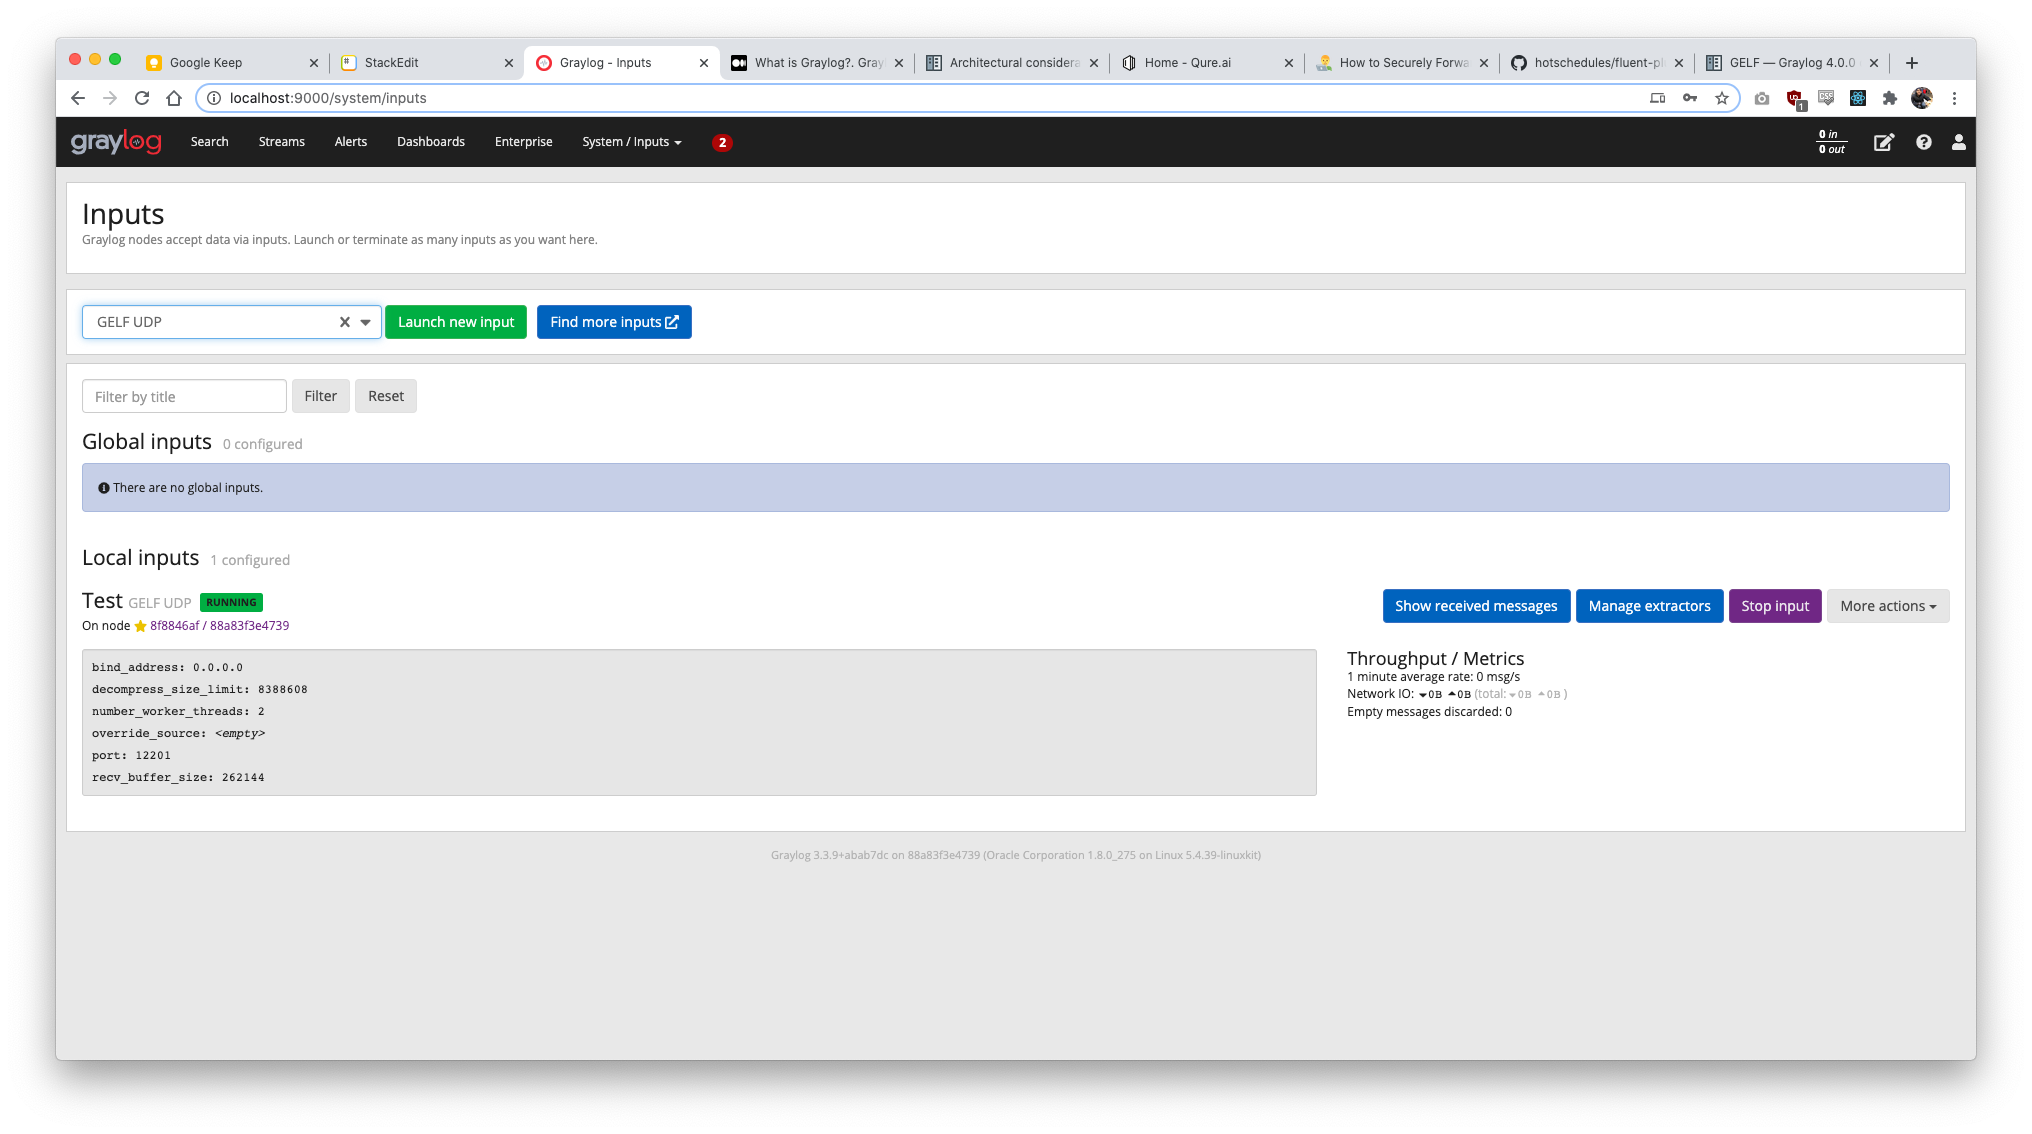 Google Keep
StackEdit
Graylog - Inputs
What is Graylog?. Gray
Architectural considera
Home - Qure.ai
How to Securely Forwa
hotschedules/fluent-pl
GELF — Graylog 4.0.0
localhost:9000/system/inputs
1
graylog
Search
Streams
Alerts
Dashboards
Enterprise
System / Inputs
2
0 in
0 out
Inputs
Graylog nodes accept data via inputs. Launch or terminate as many inputs as you want here.
GELF UDP
Launch new input
Find more inputs
Filter by title
Filter
Reset
Global inputs 0 configured
There are no global inputs.
Local inputs 1 configured
Test GELF UDP RUNNING
On node 8f8846af / 88a83f3e4739
Show received messages
Manage extractors
Stop input
More actions
bind_address: 0.0.0.0
decompress_size_limit: 8388608
number_worker_threads: 2
override_source: <empty>
port: 12201
recv_buffer_size: 262144
Throughput / Metrics
1 minute average rate: 0 msg/s
Network IO: 0B 0B (total: 0B 0B )
Empty messages discarded: 0
Graylog 3.3.9+abab7dc on 88a83f3e4739 (Oracle Corporation 1.8.0_275 on Linux 5.4.39-linuxkit)